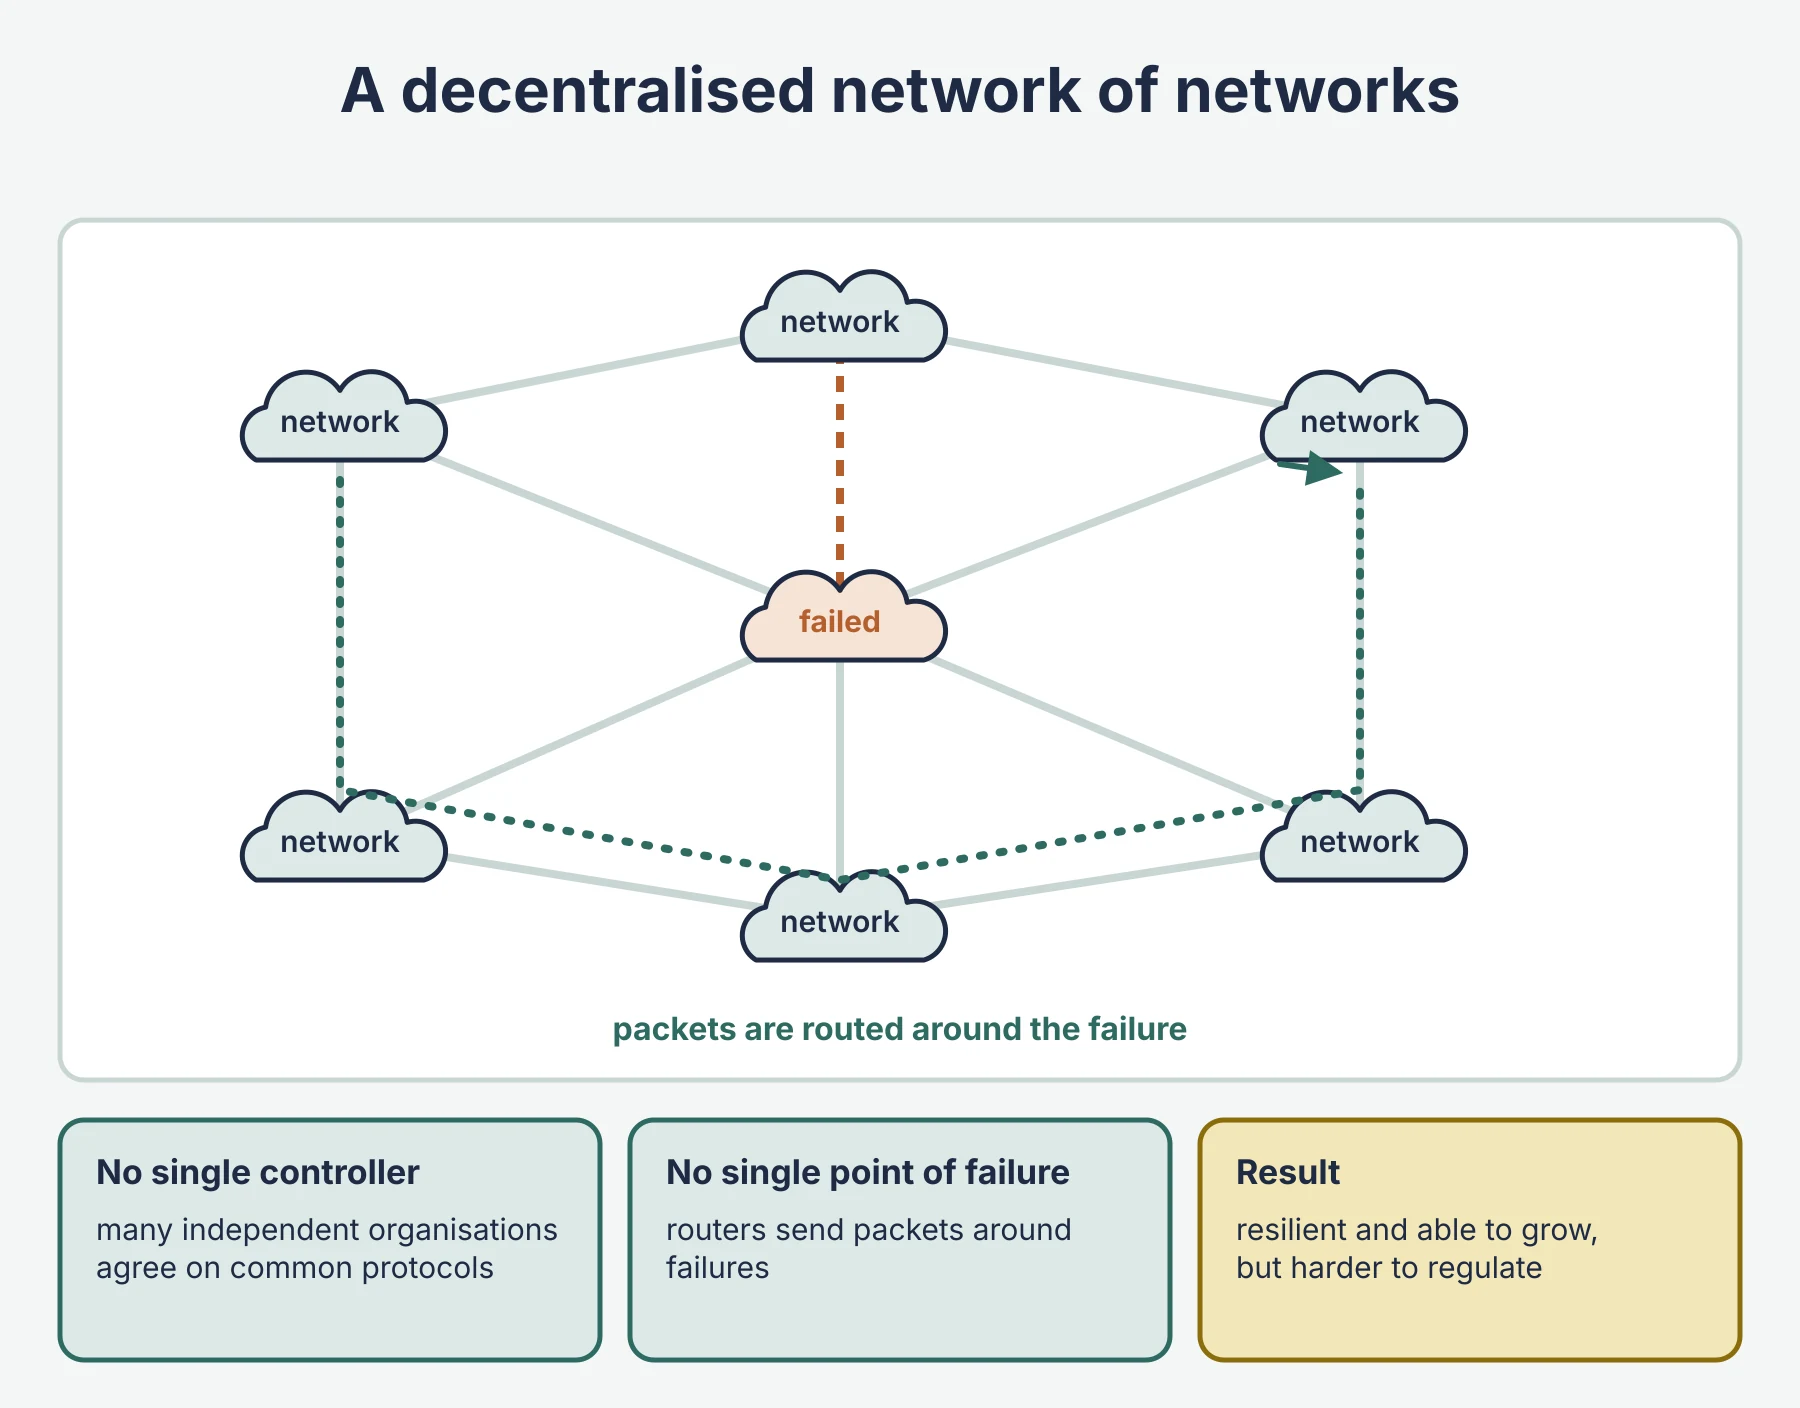 A decentralised network of networks
network
network
network
failed
network
network
network
packets are routed around the failure
No single controller
many independent organisations
agree on common protocols
No single point of failure
routers send packets around
failures
Result
resilient and able to grow,
but harder to regulate